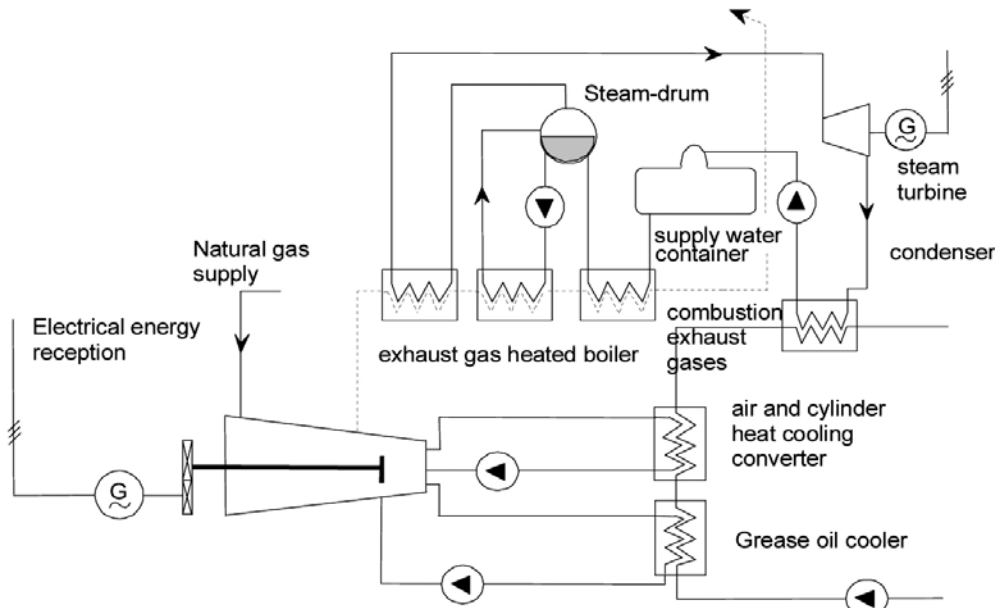 Steam-drum
G
steam
turbine
Natural gas
supply
supply water
container
condenser
Electrical energy
reception
combustion
exhaust
gases
exhaust gas heated boiler
air and cylinder
heat cooling
converter
G
Grease oil cooler